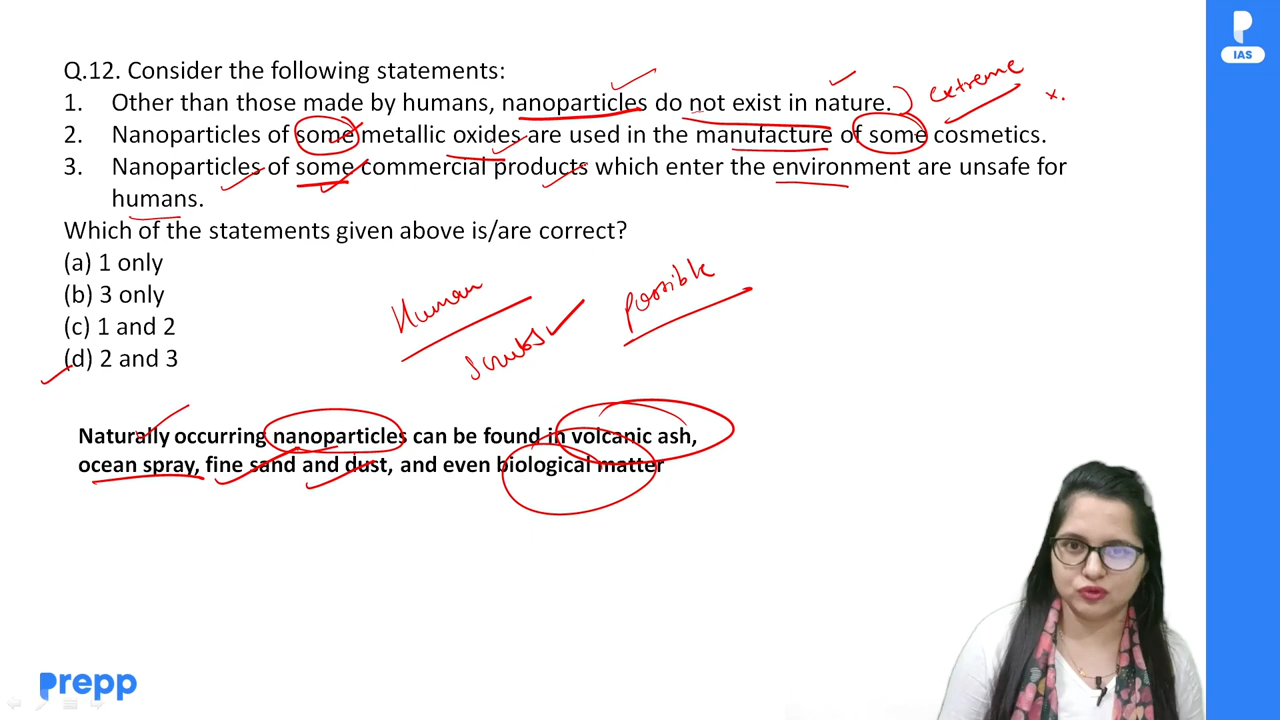 IAS
Q.12. Consider the following statements:
1. Other than those made by humans, nanoparticles do not exist in nature.
extreme
x.
2. Nanoparticles of some metallic oxides are used in the manufacture of some cosmetics.
3. Nanoparticles of some commercial products which enter the environment are unsafe for
humans.
Which of the statements given above is/are correct?
(a) 1 only
(b) 3 only
(c) 1 and 2
(d) 2 and 3
Human
scrubs
possible
Naturally occurring nanoparticles can be found in volcanic ash,
ocean spray, fine sand and dust, and even biological matter
Prepp